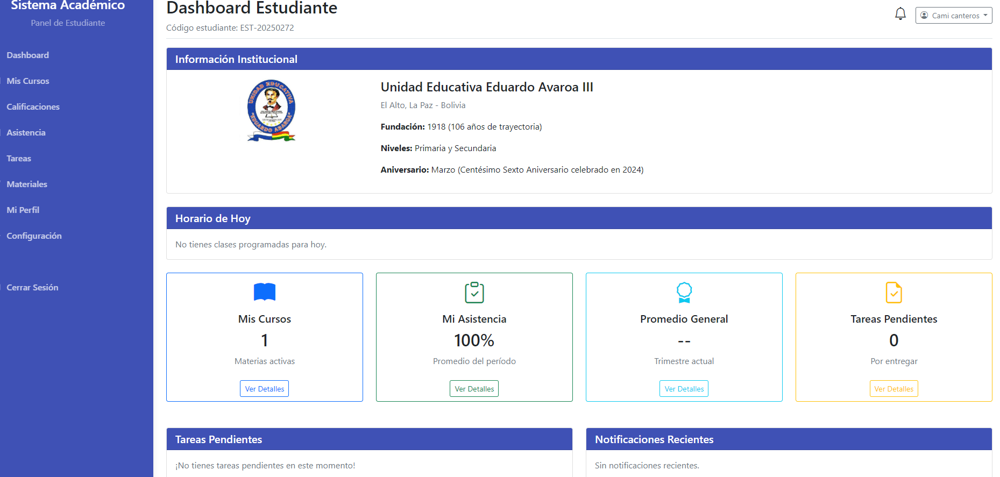 Sistema Académico
Panel de Estudiante
Dashboard
Mis Cursos
Calificaciones
Asistencia
Tareas
Materiales
Mi Perfil
Configuración
Cerrar Sesión
Dashboard Estudiante
Código estudiante: EST-20250272
Cami canteros
Información Institucional
UNIDAD EDUCATIVA
"EDUARDO ABAROA"
Unidad Educativa Eduardo Avaroa III
El Alto, La Paz - Bolivia
Fundación: 1918 (106 años de trayectoria)
Niveles: Primaria y Secundaria
Aniversario: Marzo (Centésimo Sexto Aniversario celebrado en 2024)
Horario de Hoy
No tienes clases programadas para hoy.
Mis Cursos
1
Materias activas
Ver Detalles
Mi Asistencia
100%
Promedio del período
Ver Detalles
Promedio General
--
Trimestre actual
Ver Detalles
Tareas Pendientes
0
Por entregar
Ver Detalles
Tareas Pendientes
¡No tienes tareas pendientes en este momento!
Notificaciones Recientes
Sin notificaciones recientes.